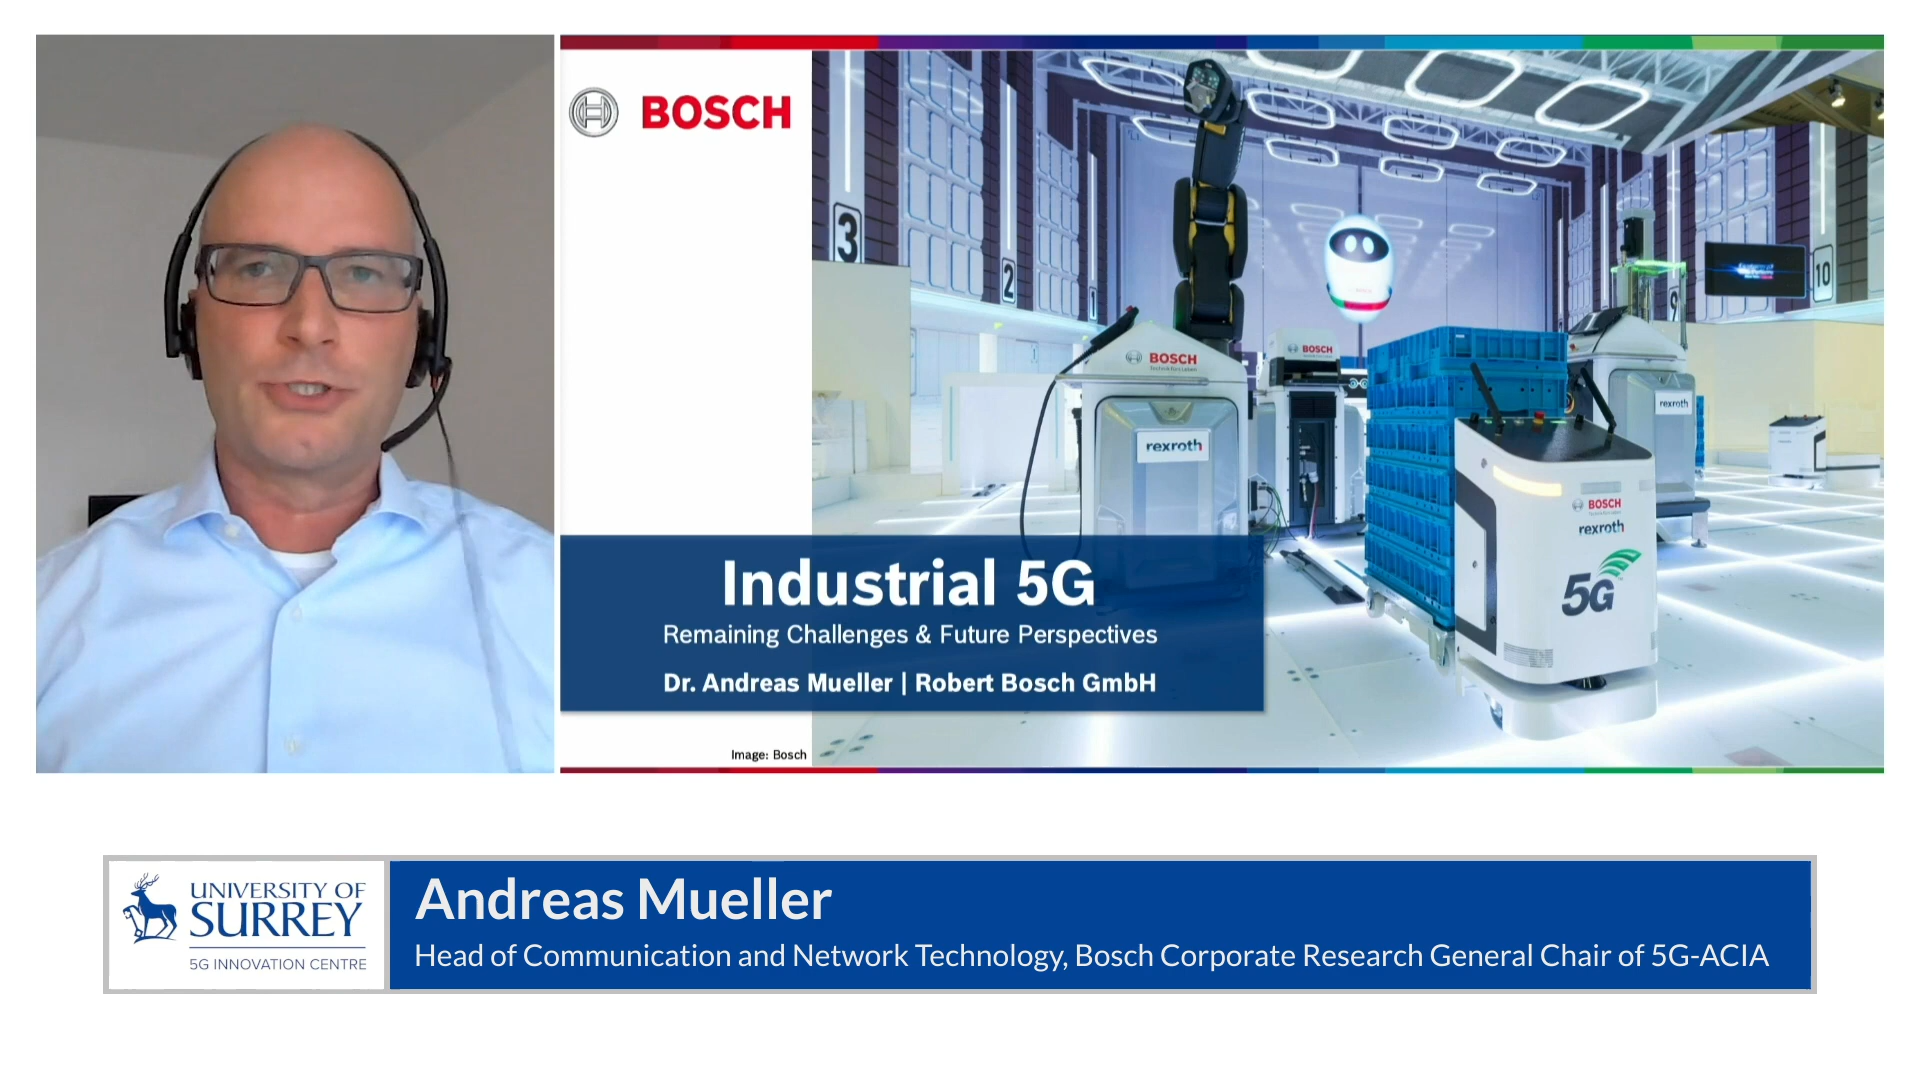 BOSCH
3
2
1
9
10
BOSCH
rexroth
BOSCH
rexroth
BOSCH
rexroth
5G
Industrial 5G
Remaining Challenges & Future Perspectives
Dr. Andreas Mueller | Robert Bosch GmbH
Image: Bosch
UNIVERSITY OF
SURREY
5G INNOVATION CENTRE
Andreas Mueller
Head of Communication and Network Technology, Bosch Corporate Research General Chair of 5G-ACIA